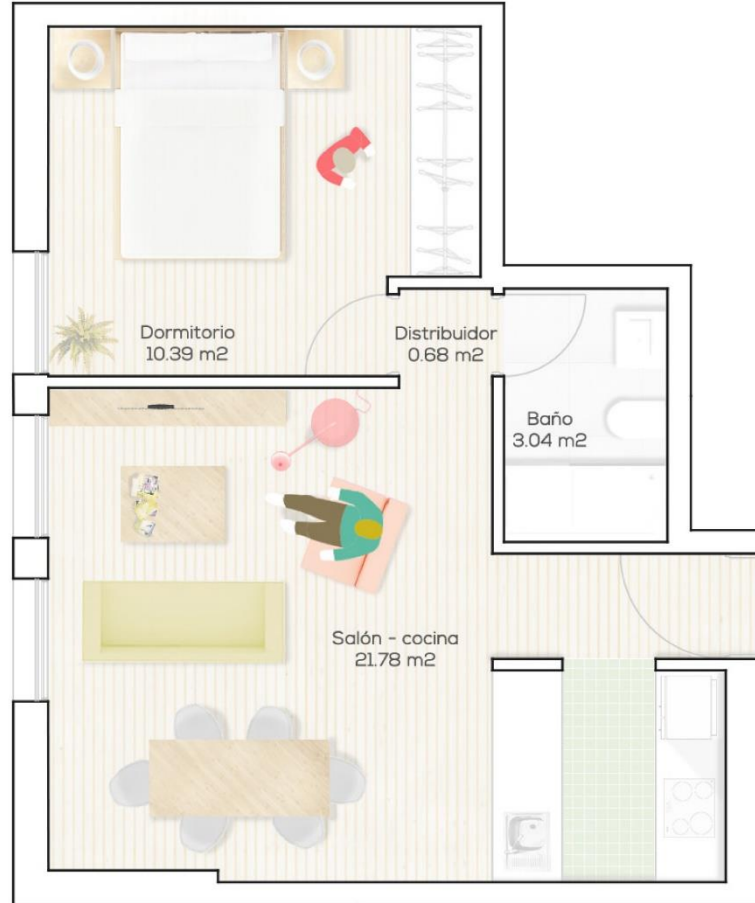 Dormitorio
10.39 m2
Distribuidor
0.68 m2
Baño
3.04 m2
Salón - cocina
21.78 m2